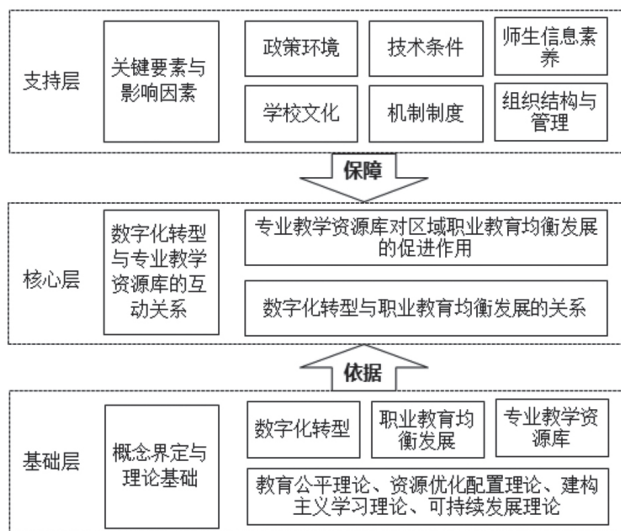 支持层
关键要素与
影响因素
政策环境
技术条件
师生信息素
养
学校文化
机制制度
组织结构与
管理
保障
核心层
数字化转型
与专业教学
资源库的互
动关系
专业教学资源库对区域职业教育均衡发展
的促进作用
数字化转型与职业教育均衡发展的关系
依据
基础层
概念界定与
理论基础
数字化转型
职业教育均
衡发展
专业教学资
源库
教育公平理论、资源优化配置理论、建构
主义学习理论、可持续发展理论